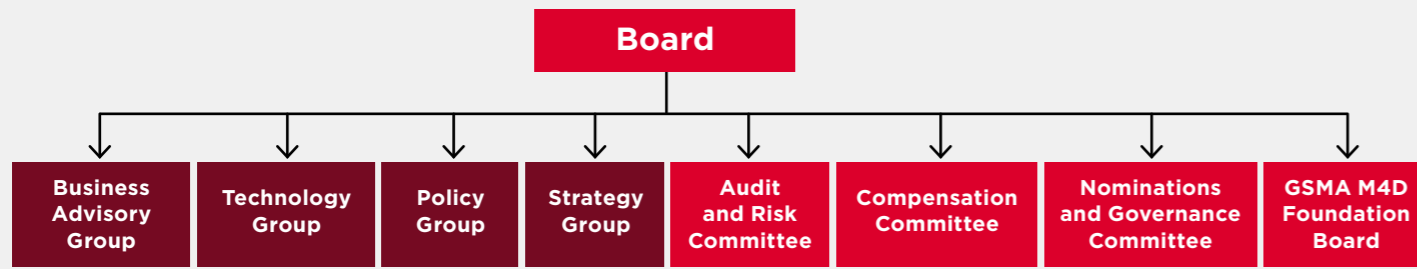 Board
Business
Advisory
Group
Technology
Group
Policy
Group
Strategy
Group
Audit
and Risk
Committee
Compensation
Committee
Nominations
and Governance
Committee
GSMA M4D
Foundation
Board